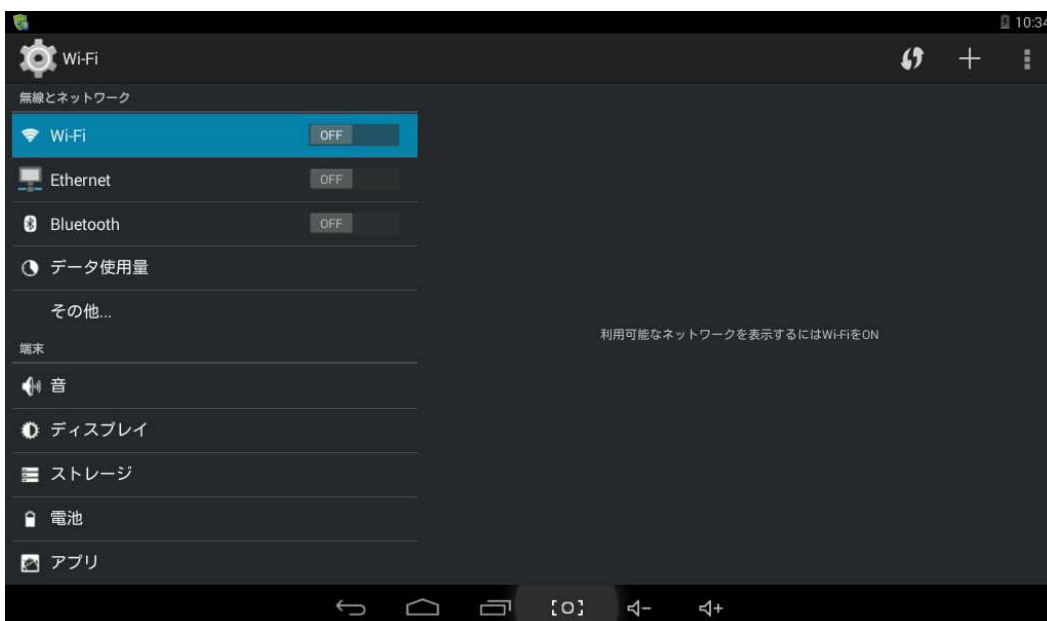 10:34
Wi-Fi
無線とネットワーク
Wi-Fi OFF
Ethernet OFF
Bluetooth OFF
データ使用量
その他...
端末
音
ディスプレイ
ストレージ
電池
アプリ
利用可能なネットワークを表示するにはWi-FiをON